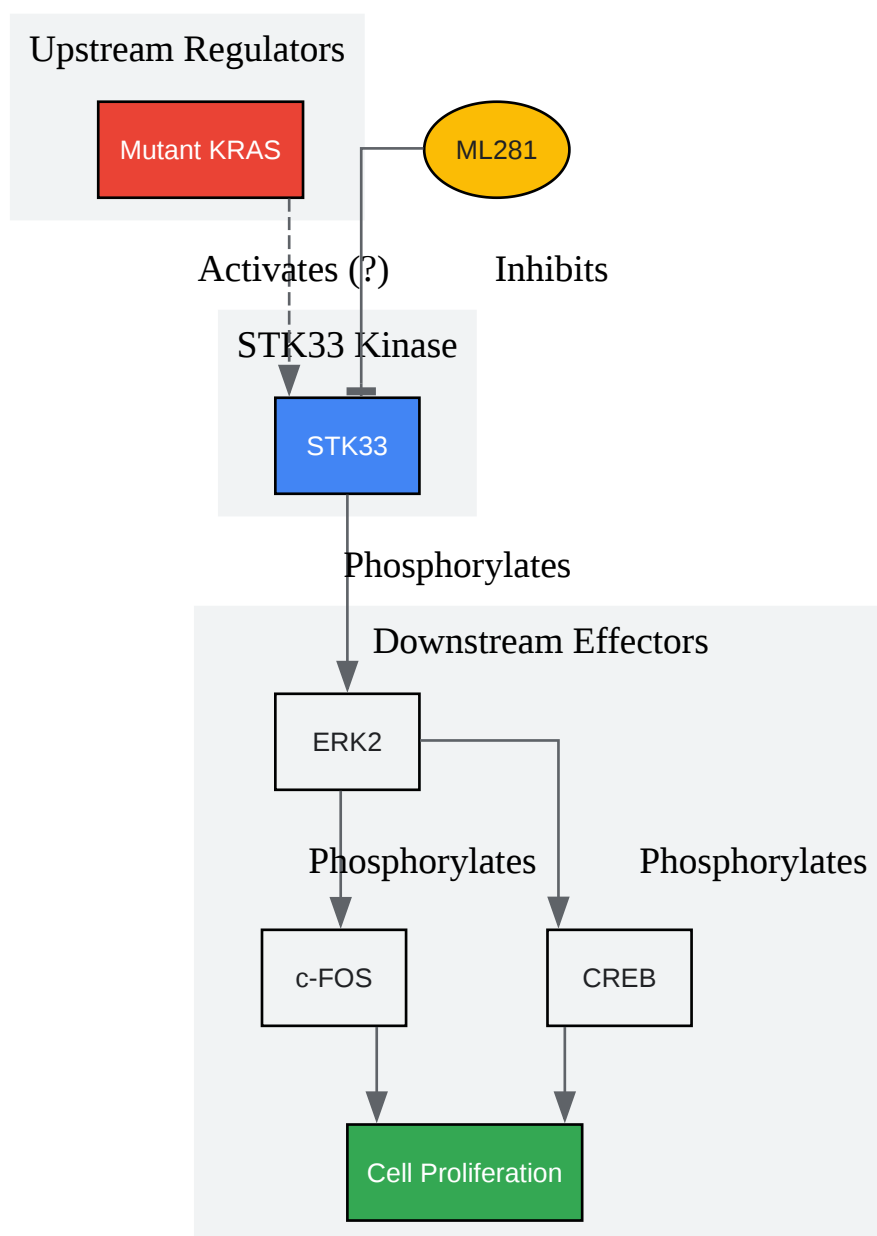 Upstream Regulators
Mutant KRAS
ML281
Activates (?)
Inhibits
STK33 Kinase
STK33
Phosphorylates
Downstream Effectors
ERK2
Phosphorylates
Phosphorylates
c-FOS
CREB
Cell Proliferation